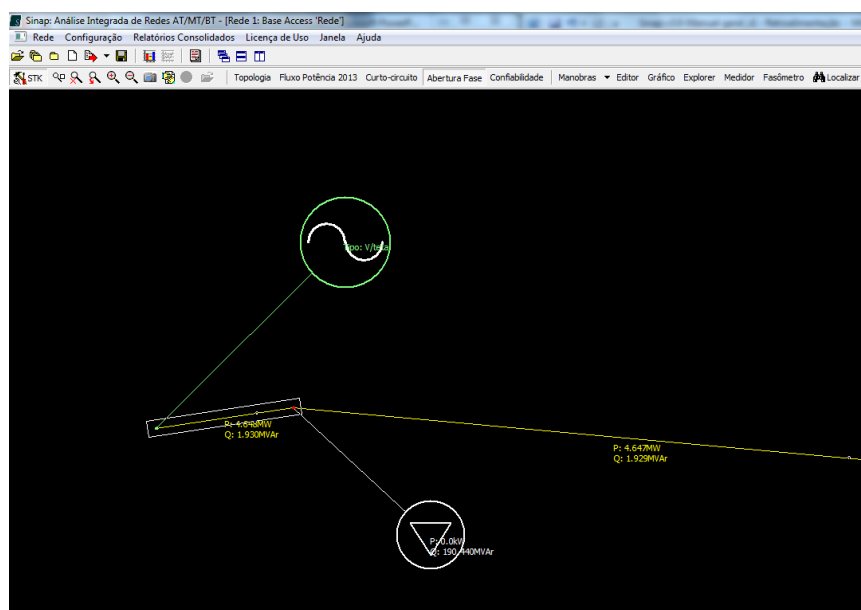 Sinap: Análise Integrada de Redes AT/MT/BT - [Rede 1: Base Access 'Rede']
Rede Configuração Relatórios Consolidados Licença de Uso Janela Ajuda
STK Topologia Fluxo Potência 2013 Curto-circuito Abertura Fase Confiabilidade Manobras Editor Gráfico Explorer Medidor Fasômetro Localizar
Tipo: V/teta
P: 4.648MW
Q: 1.930MVAr
P: 4.647MW
Q: 1.929MVAr
P: 0.0kW
Q: 190.440MVAr